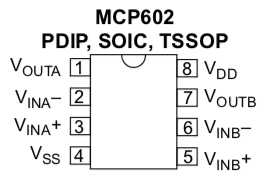 MCP602
PDIP, SOIC, TSSOP
VOUTA 1 8 VDD
VINA– 2 7 VOUTB
VINA+ 3 6 VINB–
VSS 4 5 VINB+